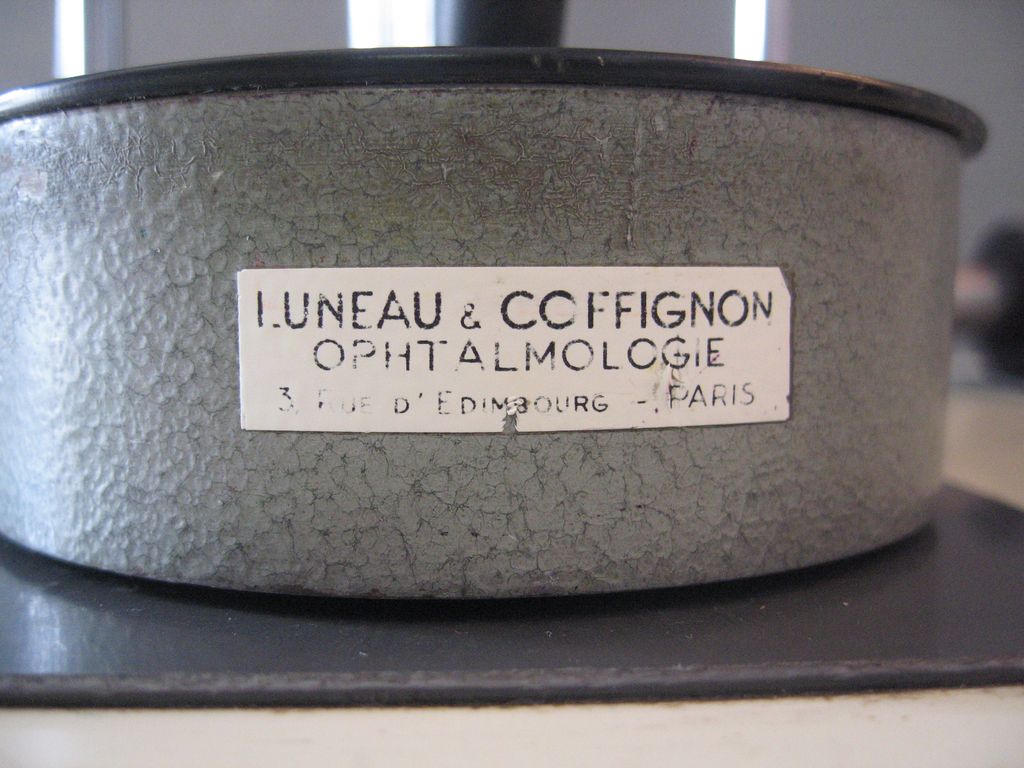 LUNEAU & COFFIGNON
OPHTALMOLOGIE
3, RUE D'EDIMBOURG - PARIS